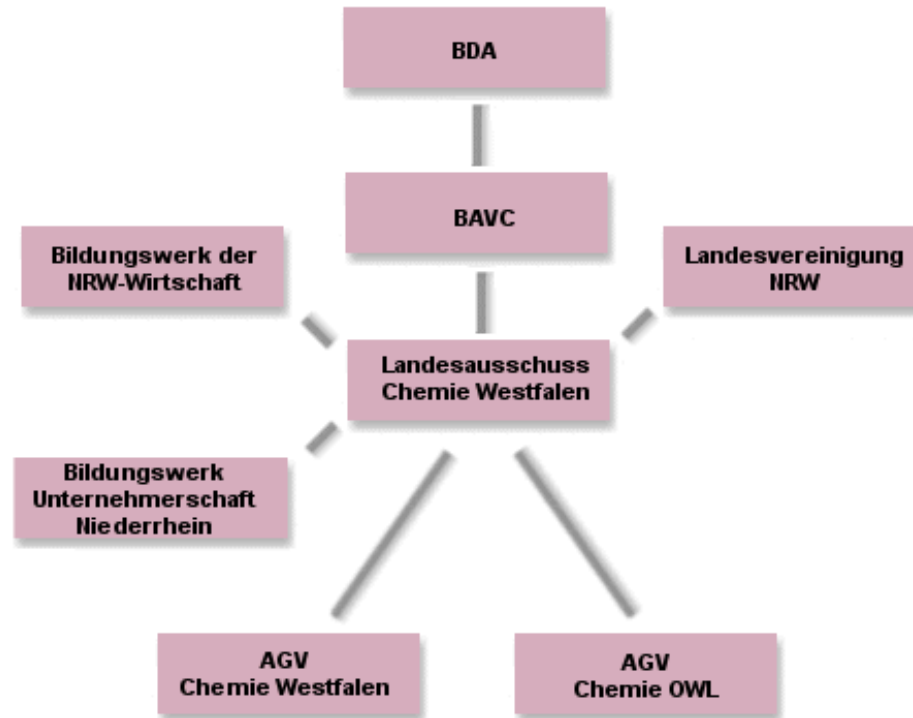 BDA
BAVC
Bildungswerk der
NRW-Wirtschaft
Landesvereinigung
NRW
Landesausschuss
Chemie Westfalen
Bildungswerk
Unternehmerschaft
Niederrhein
AGV
Chemie Westfalen
AGV
Chemie OWL